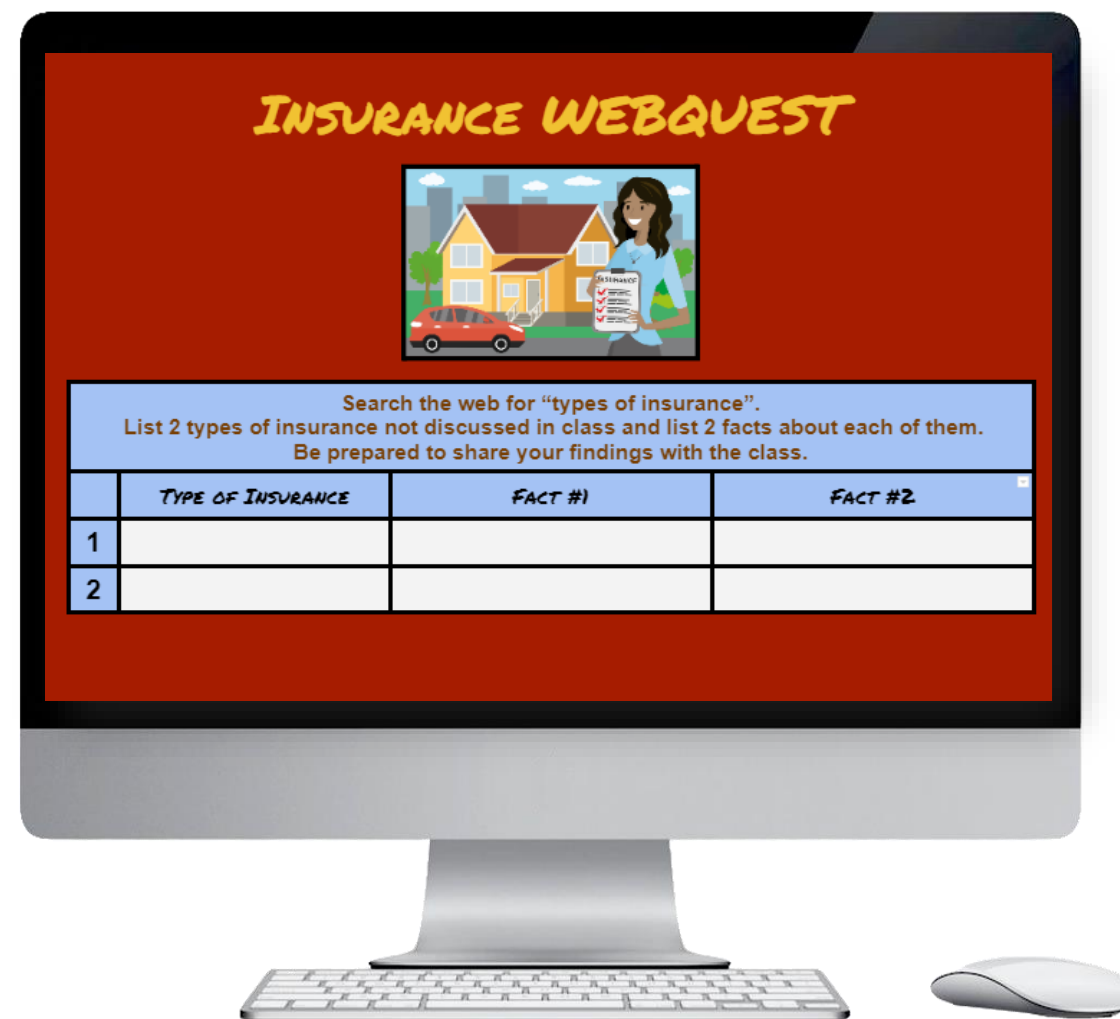 INSURANCE WEBQUEST
INSURANCE
Search the web for “types of insurance”.
List 2 types of insurance not discussed in class and list 2 facts about each of them.
Be prepared to share your findings with the class.
TYPE OF INSURANCE FACT #1 FACT #2
1
2